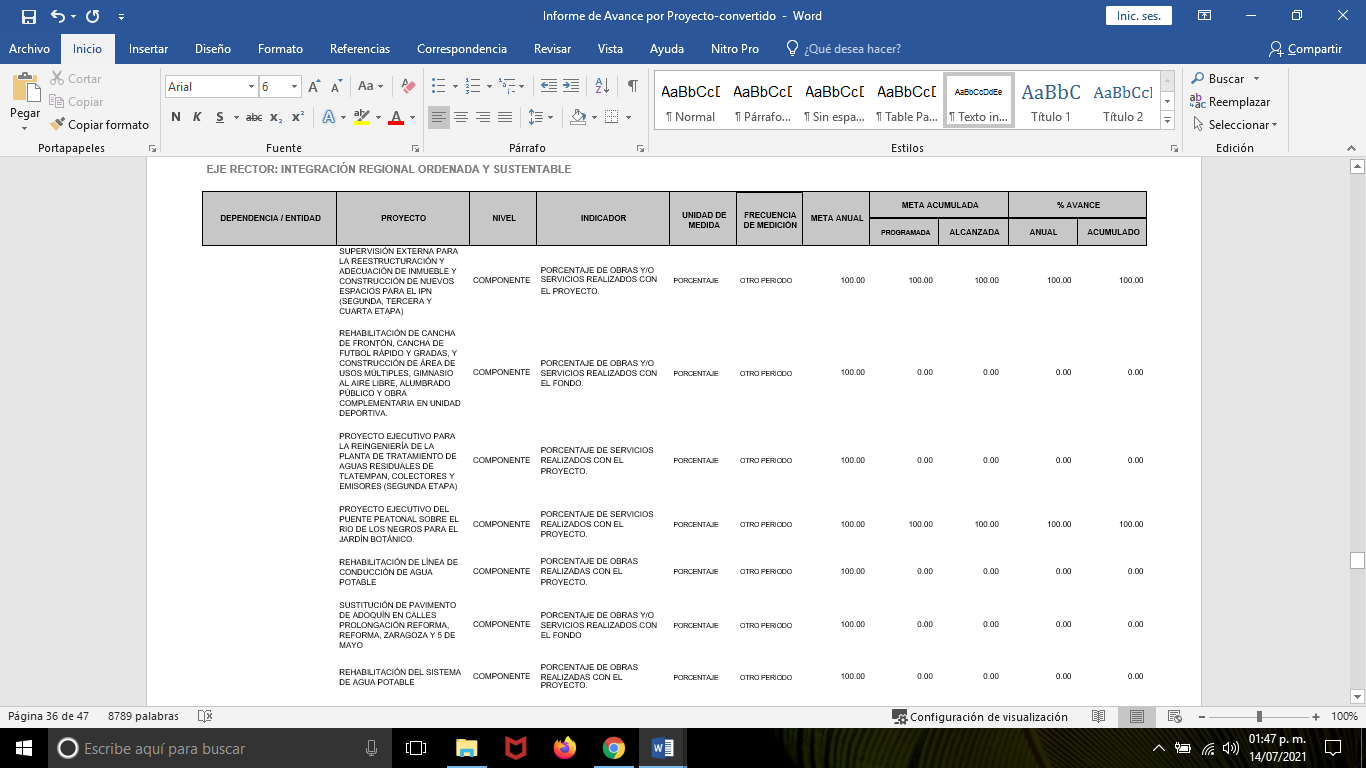 Informe de Avance por Proyecto-convertido - Word
Inic. ses.
Archivo Inicio Insertar Diseño Formato Referencias Correspondencia Revisar Vista Ayuda Nitro Pro ¿Qué desea hacer? Compartir
Pegar
Cortar
Copiar
Copiar formato
Portapapeles
Arial 6
Aa
N K S abc x₂ x²
A A
Fuente
Párrafo
AaBbCcD AaBbCcD AaBbCcD AaBbCcD AaBbCcDdEe AaBbC AaBbCcI
¶ Normal ¶ Párrafo... ¶ Sin espa... ¶ Table Pa... ¶ Texto in... Título 1 Título 2
Estilos
Buscar
Reemplazar
Seleccionar
Edición
EJE RECTOR: INTEGRACIÓN REGIONAL ORDENADA Y SUSTENTABLE
DEPENDENCIA / ENTIDAD PROYECTO NIVEL INDICADOR UNIDAD DE MEDIDA FRECUENCIA DE MEDICIÓN META ANUAL META ACUMULADA % AVANCE
PROGRAMADA ALCANZADA ANUAL ACUMULADO
SUPERVISIÓN EXTERNA PARA
LA REESTRUCTURACIÓN Y
ADECUACIÓN DE INMUEBLE Y
CONSTRUCCIÓN DE NUEVOS
ESPACIOS PARA EL IPN
(SEGUNDA, TERCERA Y
CUARTA ETAPA)
COMPONENTE
PORCENTAJE DE OBRAS Y/O
SERVICIOS REALIZADOS CON
EL PROYECTO.
PORCENTAJE OTRO PERIODO 100.00 100.00 100.00 100.00 100.00
REHABILITACIÓN DE CANCHA
DE FRONTÓN, CANCHA DE
FUTBOL RÁPIDO Y GRADAS, Y
CONSTRUCCIÓN DE ÁREA DE
USOS MÚLTIPLES, GIMNASIO
AL AIRE LIBRE, ALUMBRADO
PÚBLICO Y OBRA
COMPLEMENTARIA EN UNIDAD
DEPORTIVA.
COMPONENTE
PORCENTAJE DE OBRAS Y/O
SERVICIOS REALIZADOS CON
EL FONDO.
PORCENTAJE OTRO PERIODO 100.00 0.00 0.00 0.00 0.00
PROYECTO EJECUTIVO PARA
LA REINGENIERÍA DE LA
PLANTA DE TRATAMIENTO DE
AGUAS RESIDUALES DE
TLATEMPAN, COLECTORES Y
EMISORES (SEGUNDA ETAPA)
COMPONENTE
PORCENTAJE DE SERVICIOS
REALIZADOS CON EL
PROYECTO.
PORCENTAJE OTRO PERIODO 100.00 0.00 0.00 0.00 0.00
PROYECTO EJECUTIVO DEL
PUENTE PEATONAL SOBRE EL
RIO DE LOS NEGROS PARA EL
JARDÍN BOTÁNICO.
COMPONENTE
PORCENTAJE DE SERVICIOS
REALIZADOS CON EL
PROYECTO.
PORCENTAJE OTRO PERIODO 100.00 100.00 100.00 100.00 100.00
REHABILITACIÓN DE LÍNEA DE
CONDUCCIÓN DE AGUA
POTABLE
COMPONENTE
PORCENTAJE DE OBRAS
REALIZADAS CON EL
PROYECTO.
PORCENTAJE OTRO PERIODO 100.00 0.00 0.00 0.00 0.00
SUSTITUCIÓN DE PAVIMENTO
DE ADOQUÍN EN CALLES
PROLONGACIÓN REFORMA,
REFORMA, ZARAGOZA Y 5 DE
MAYO
COMPONENTE
PORCENTAJE DE OBRAS Y/O
SERVICIOS REALIZADOS CON
EL FONDO
PORCENTAJE OTRO PERIODO 100.00 0.00 0.00 0.00 0.00
REHABILITACIÓN DEL SISTEMA
DE AGUA POTABLE
COMPONENTE
PORCENTAJE DE OBRAS
REALIZADAS CON EL
PROYECTO.
PORCENTAJE OTRO PERIODO 100.00 0.00 0.00 0.00 0.00
Página 36 de 47 8789 palabras Configuración de visualización 100%
Escribe aquí para buscar
01:47 p. m.
14/07/2021